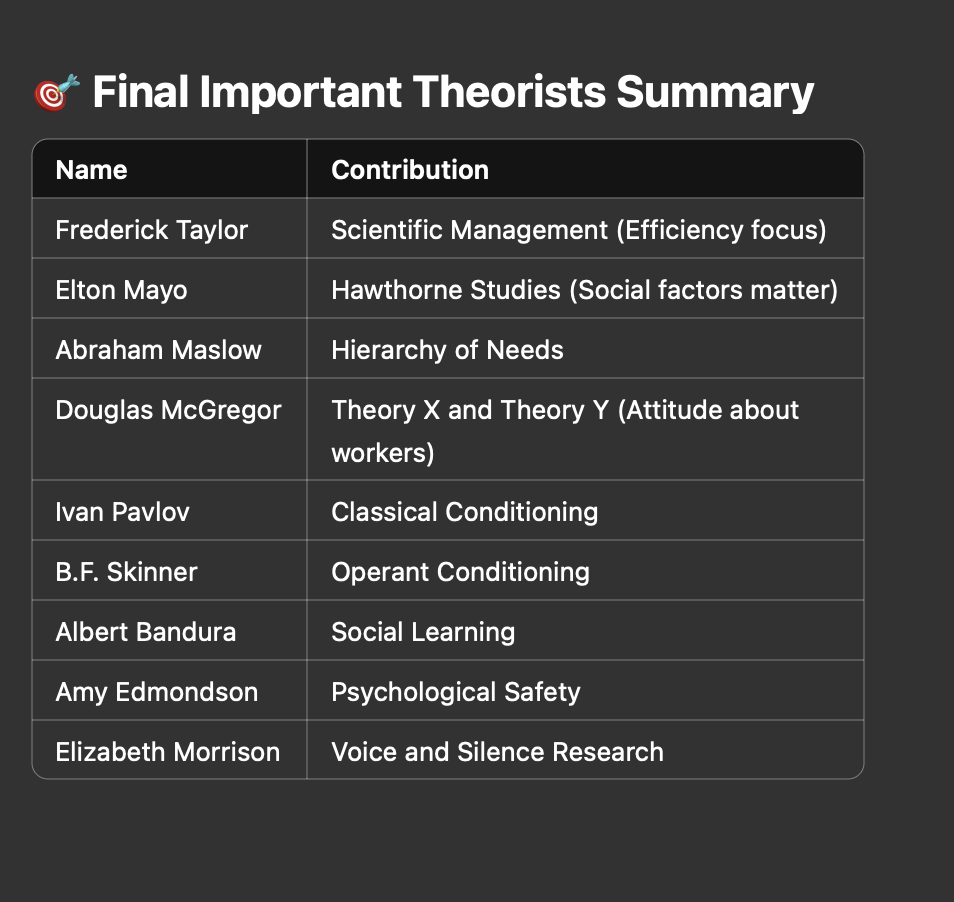 🎯 Final Important Theorists Summary
Name Contribution
Frederick Taylor Scientific Management (Efficiency focus)
Elton Mayo Hawthorne Studies (Social factors matter)
Abraham Maslow Hierarchy of Needs
Douglas McGregor Theory X and Theory Y (Attitude about
workers)
Ivan Pavlov Classical Conditioning
B.F. Skinner Operant Conditioning
Albert Bandura Social Learning
Amy Edmondson Psychological Safety
Elizabeth Morrison Voice and Silence Research